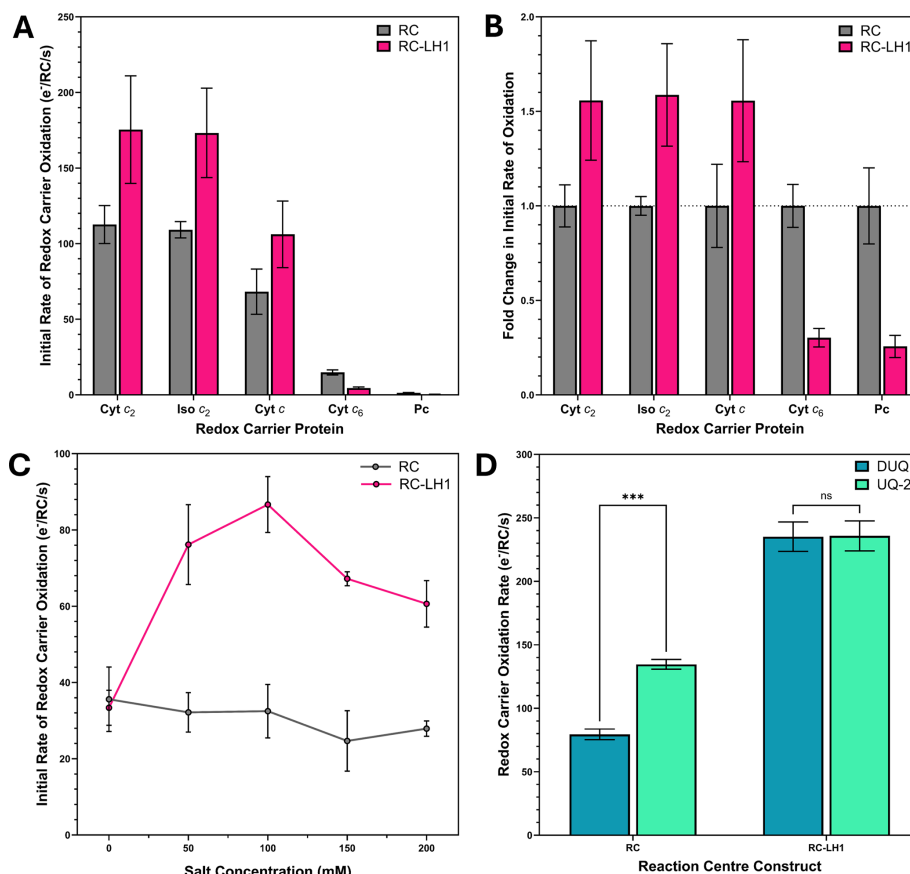 A
Initial Rate of Redox Carrier Oxidation (e⁻/RC/s)
250
200
150
100
50
0
RC
RC-LH1
Cyt c₂
Iso c₂
Cyt c
Cyt c₆
Pc
Redox Carrier Protein
B
Fold Change in Initial Rate of Oxidation
2.0
1.5
1.0
0.5
0.0
RC
RC-LH1
Cyt c₂
Iso c₂
Cyt c
Cyt c₆
Pc
Redox Carrier Protein
C
Initial Rate of Redox Carrier Oxidation (e⁻/RC/s)
100
80
60
40
20
0
RC
RC-LH1
0
50
100
150
200
Salt Concentration (mM)
D
Redox Carrier Oxidation Rate (e⁻/RC/s)
300
250
200
150
100
50
0
DUQ
UQ-2
***
ns
RC
RC-LH1
Reaction Centre Construct